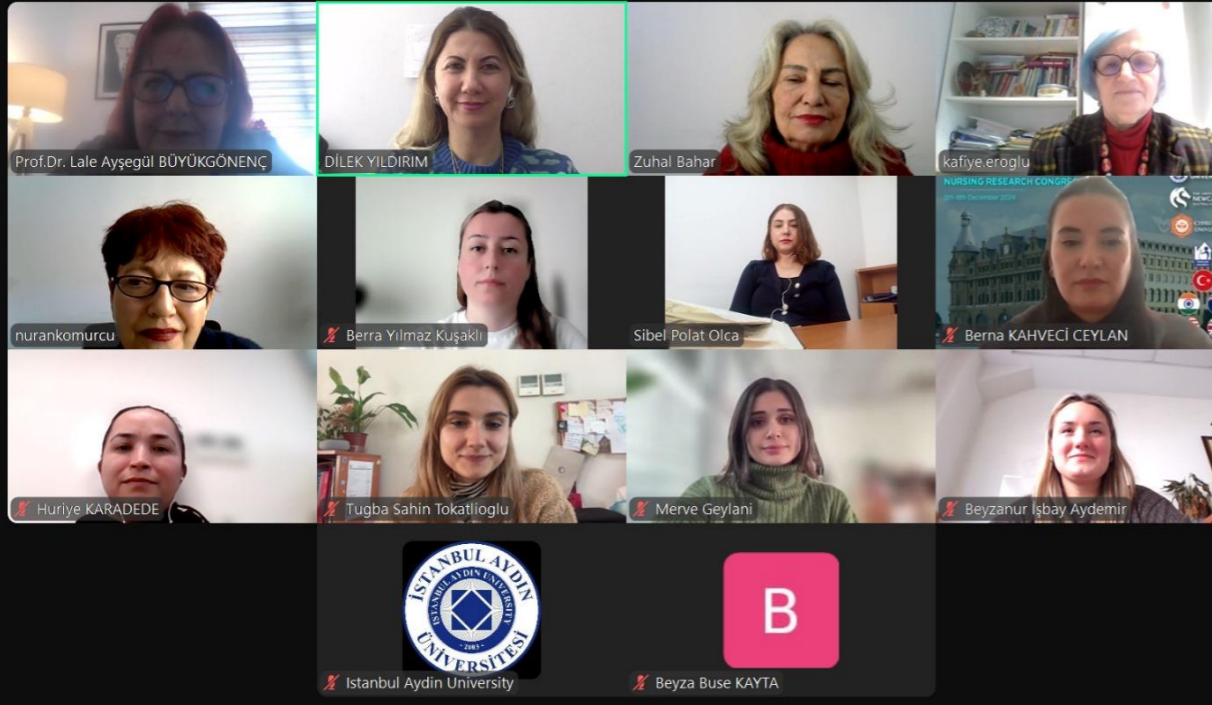 Prof.Dr. Lale Ayşegül BÜYÜKGÖNENÇ
DİLEK YILDIRIM
Zuhal Bahar
kafiye.eroglu
NURSING RESEARCH CONGRE
nurankomurcu
Berra Yılmaz Kuşaklı
Sibel Polat Olca
Berna KAHVECİ CEYLAN
Huriye KARADEDE
Tugba Sahin Tokatlioglu
Merve Geylani
Beyzanur İşbay Aydemir
İSTANBUL AYDIN ÜNİVERSİTESİ
ISTANBUL AYDIN UNIVERSITY
- 2003 -
B
Istanbul Aydin University
Beyza Buse KAYTA